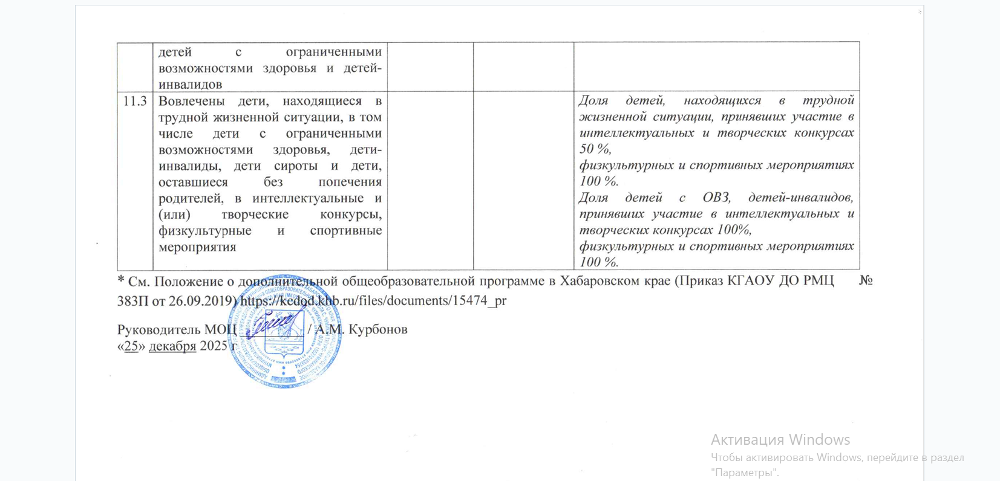 детей с ограниченными
возможностями здоровья и детей-
инвалидов
11.3
Вовлечены дети, находящиеся в
трудной жизненной ситуации, в том
числе дети с ограниченными
возможностями здоровья, дети-
инвалиды, дети сироты и дети,
оставшиеся без попечения
родителей, в интеллектуальные и
(или) творческие конкурсы,
физкультурные и спортивные
мероприятия
Доля детей, находящихся в трудной
жизненной ситуации, принявших участие в
интеллектуальных и творческих конкурсах
50 %,
физкультурных и спортивных мероприятиях
100 %.
Доля детей с ОВЗ, детей-инвалидов,
принявших участие в интеллектуальных и
творческих конкурсах 100%,
физкультурных и спортивных мероприятиях
100 %.
* См. Положение о дополнительной общеобразовательной программе в Хабаровском крае (Приказ КГАОУ ДО РМЦ №
383П от 26.09.2019) https://kcdod.khb.ru/files/documents/15474_pr
Руководитель МОЦ _________ / А.М. Курбонов
«25» декабря 2025 г
Активация Windows
Чтобы активировать Windows, перейдите в раздел
"Параметры".